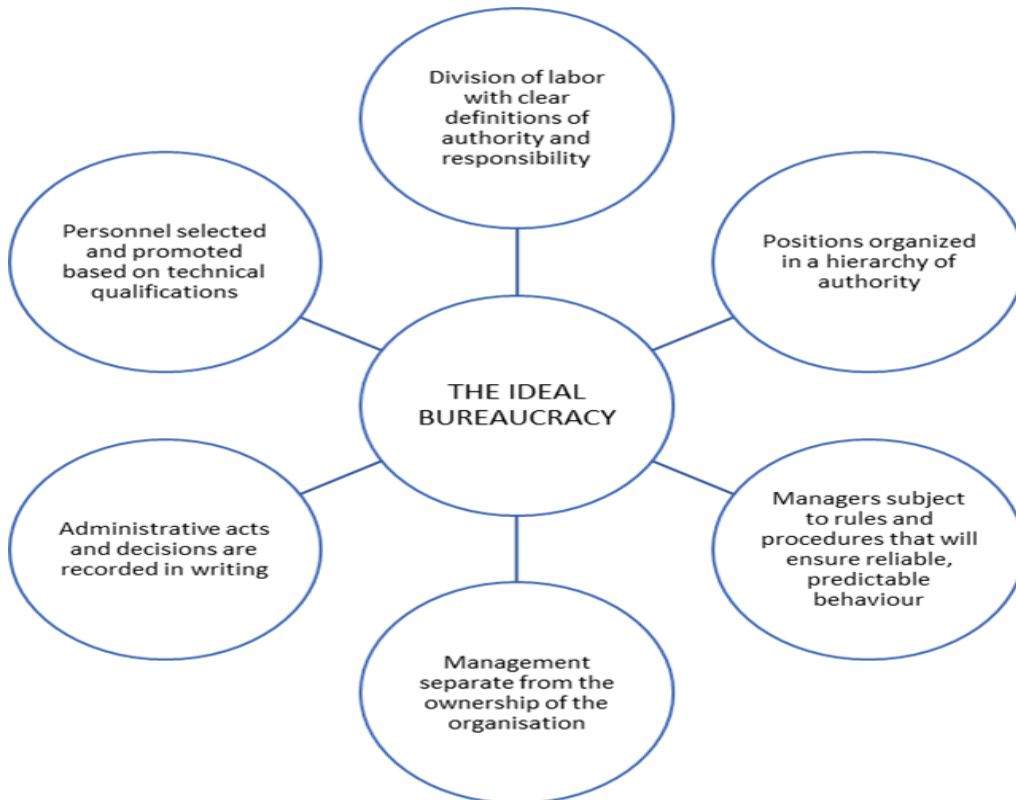 Division of labor
with clear
definitions of
authority and
responsibility
Positions organized
in a hierarchy of
authority
Managers subject
to rules and
procedures that will
ensure reliable,
predictable
behaviour
Management
separate from the
ownership of the
organisation
Administrative acts
and decisions are
recorded in writing
Personnel selected
and promoted
based on technical
qualifications
THE IDEAL
BUREAUCRACY